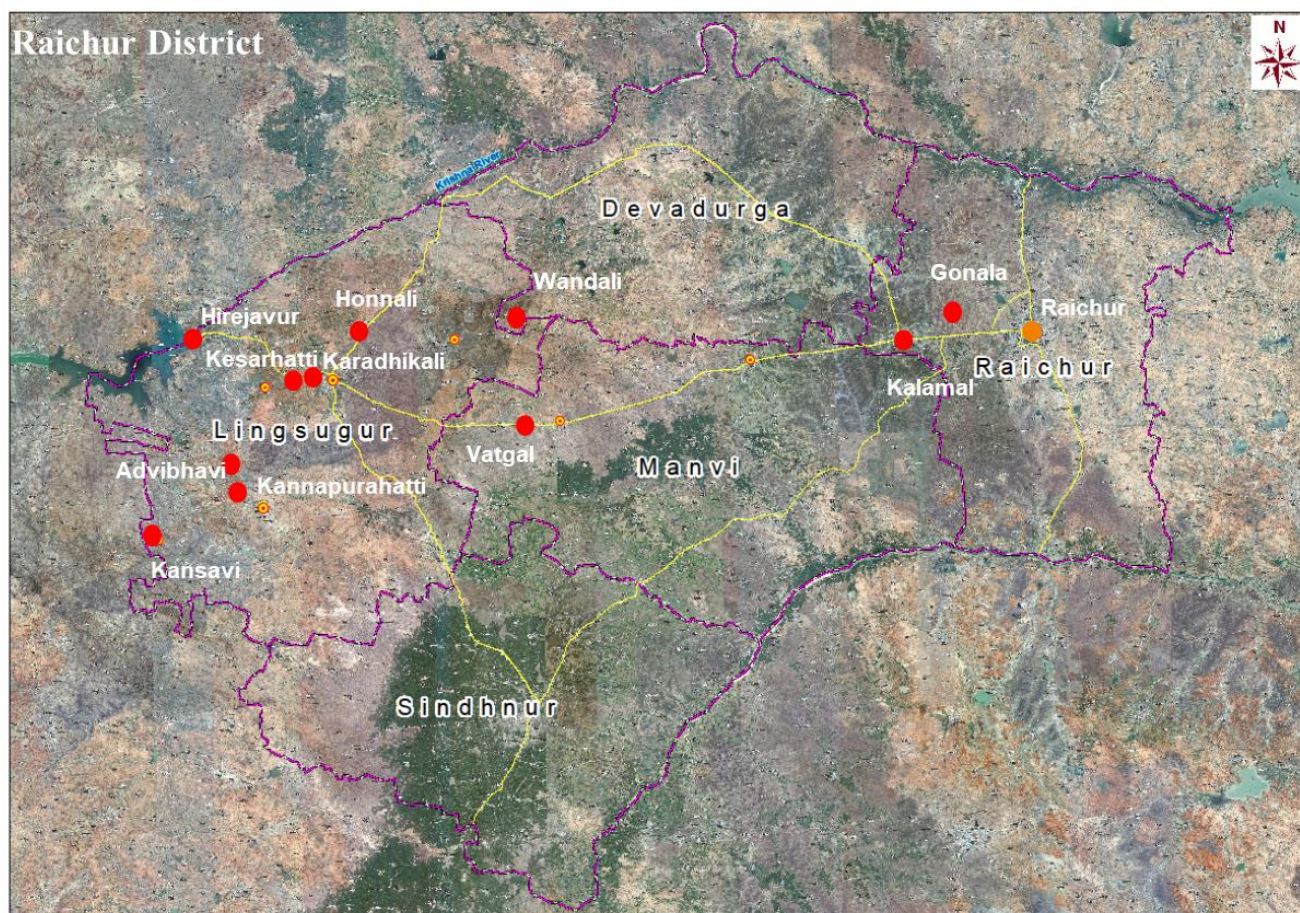 Raichur District
N
Krishna River
Devadurga
Wandali
Gonala
Honnali
Raichur
Hirejavur
Kesarhatti
Karadhikali
Raichur
Kalamal
Lingsugur
Vatgal
Manvi
Advibhavi
Kannapurahatti
Kansavi
Sindhnur